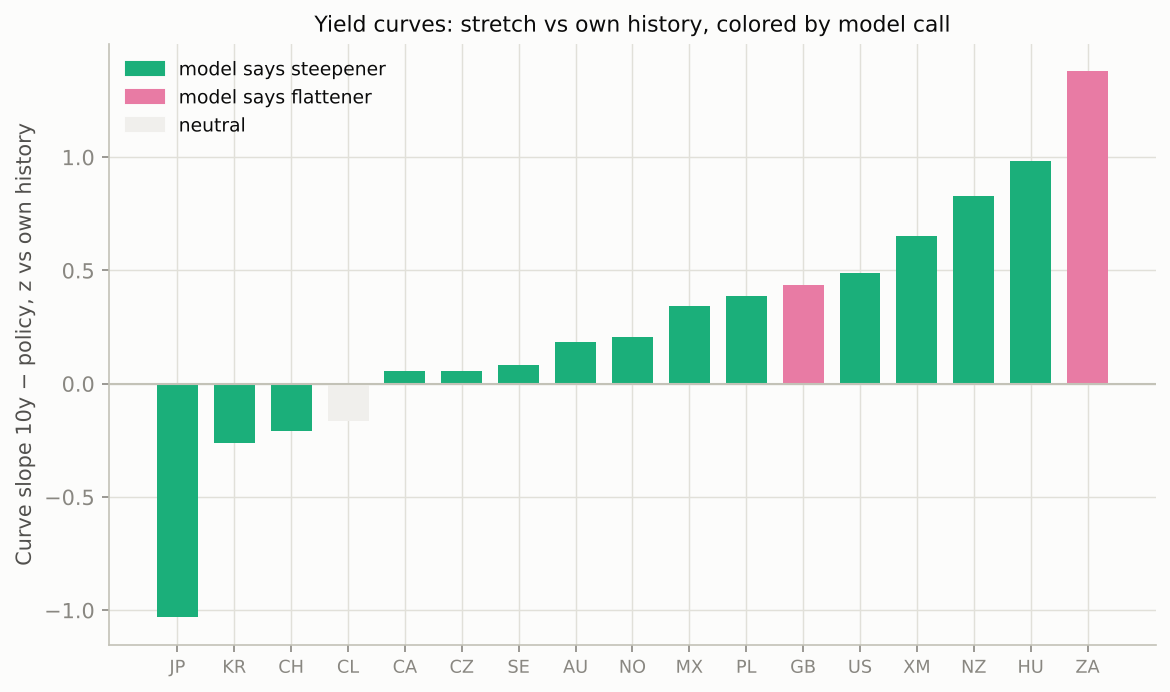 Yield curves: stretch vs own history, colored by model call
model says steepener
model says flattener
neutral
Curve slope 10y − policy, z vs own history
1.0
0.5
0.0
−0.5
−1.0
JP KR CH CL CA CZ SE AU NO MX PL GB US XM NZ HU ZA